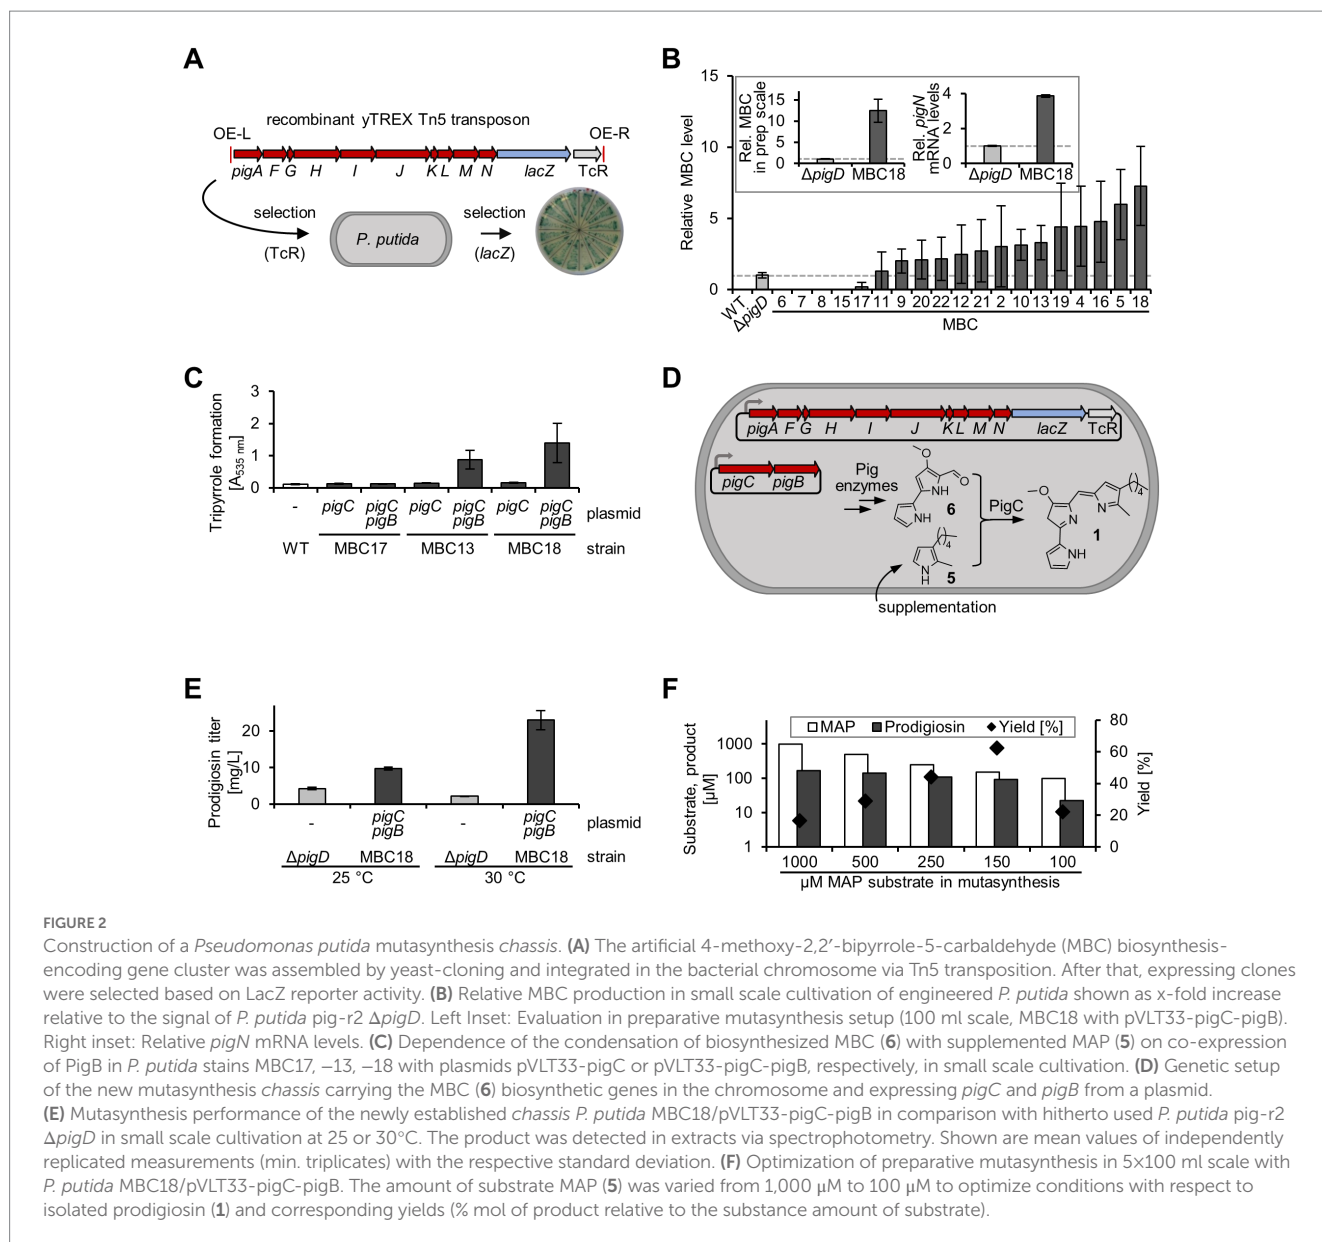 A
recombinant yTREX Tn5 transposon
OE-L
OE-R
pigA F G H I J K L M N lacZ TcR
selection
(TcR)
P. putida
selection
(lacZ)
B
Relative MBC level
15
10
5
0
Rel. MBC
in prep scale
15
10
5
0
ΔpigD MBC18
Rel. pigN
mRNA levels
4
2
0
ΔpigD MBC18
WT ΔpigD 6 7 8 15 17 11 9 20 22 12 21 2 10 13 19 4 16 5 18
MBC
C
Tripyrrole formation
[A535 nm]
3
2
1
0
- pigC pigC pigB pigC pigC pigB pigC pigC pigB plasmid
WT MBC17 MBC13 MBC18 strain
D
pigA F G H I J K L M N lacZ TcR
pigC pigB
Pig
enzymes
O
O
NH
NH
6
( )4
N
H
5
supplementation
PigC
O
N
N
NH
( )4
1
E
Prodigiosin titer
[mg/L]
20
10
0
- pigC pigB - pigC pigB plasmid
ΔpigD MBC18 ΔpigD MBC18 strain
25 °C 30 °C
F
Substrate, product
[µM]
1000
100
10
1
MAP Prodigiosin Yield [%]
80
60
40
20
0
Yield [%]
1000 500 250 150 100
µM MAP substrate in mutasynthesis
FIGURE 2
Construction of a Pseudomonas putida mutasynthesis chassis. (A) The artificial 4-methoxy-2,2′-bipyrrole-5-carbaldehyde (MBC) biosynthesis-
encoding gene cluster was assembled by yeast-cloning and integrated in the bacterial chromosome via Tn5 transposition. After that, expressing clones
were selected based on LacZ reporter activity. (B) Relative MBC production in small scale cultivation of engineered P. putida shown as x-fold increase
relative to the signal of P. putida pig-r2 ΔpigD. Left Inset: Evaluation in preparative mutasynthesis setup (100 ml scale, MBC18 with pVLT33-pigC-pigB).
Right inset: Relative pigN mRNA levels. (C) Dependence of the condensation of biosynthesized MBC (6) with supplemented MAP (5) on co-expression
of PigB in P. putida stains MBC17, −13, −18 with plasmids pVLT33-pigC or pVLT33-pigC-pigB, respectively, in small scale cultivation. (D) Genetic setup
of the new mutasynthesis chassis carrying the MBC (6) biosynthetic genes in the chromosome and expressing pigC and pigB from a plasmid.
(E) Mutasynthesis performance of the newly established chassis P. putida MBC18/pVLT33-pigC-pigB in comparison with hitherto used P. putida pig-r2
ΔpigD in small scale cultivation at 25 or 30°C. The product was detected in extracts via spectrophotometry. Shown are mean values of independently
replicated measurements (min. triplicates) with the respective standard deviation. (F) Optimization of preparative mutasynthesis in 5×100 ml scale with
P. putida MBC18/pVLT33-pigC-pigB. The amount of substrate MAP (5) was varied from 1,000 μM to 100 μM to optimize conditions with respect to
isolated prodigiosin (1) and corresponding yields (% mol of product relative to the substance amount of substrate).